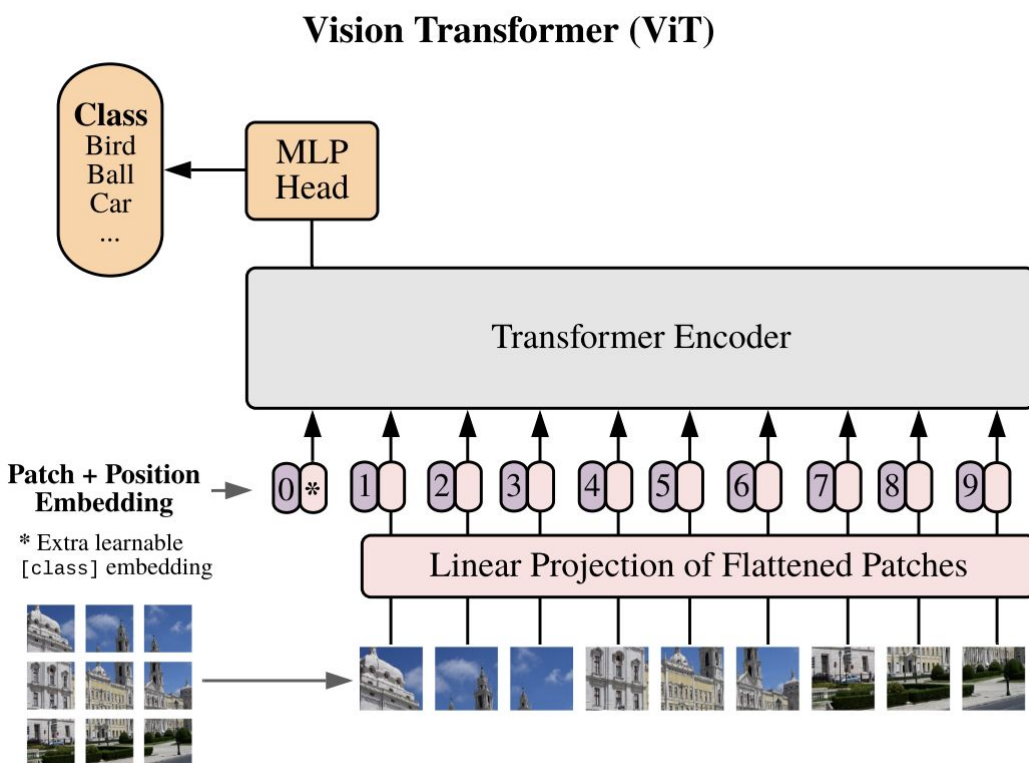 Vision Transformer (ViT)
Class
Bird
Ball
Car
...
MLP
Head
Transformer Encoder
Patch + Position
Embedding
0 * 1 2 3 4 5 6 7 8 9
* Extra learnable
[class] embedding
Linear Projection of Flattened Patches